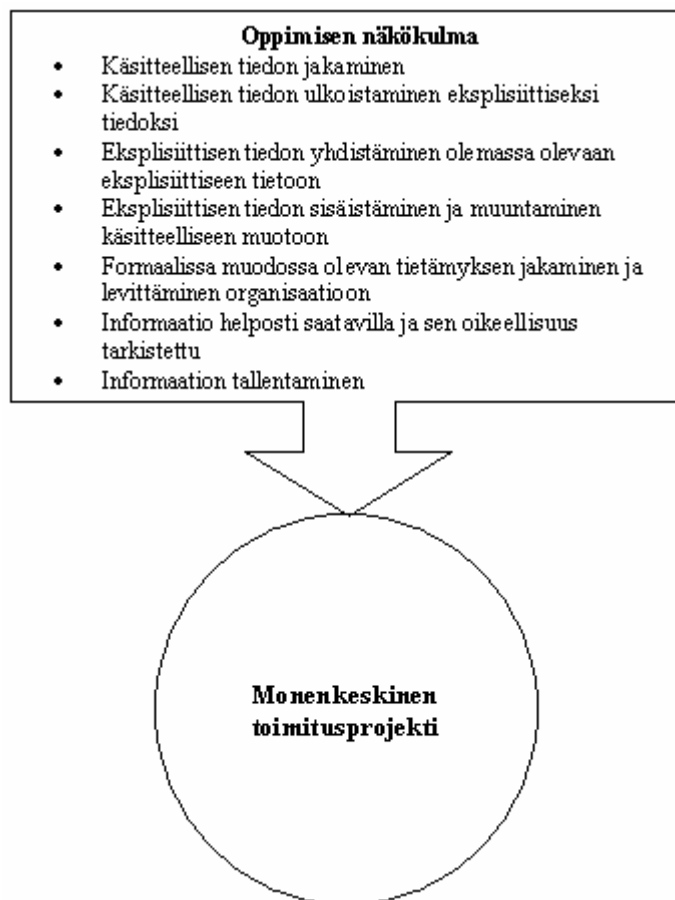 Oppimisen näkökulma
• Käsitteellisen tiedon jakaminen
• Käsitteellisen tiedon ulkoistaminen eksplisiittiseksi
tiedoksi
• Eksplisiittisen tiedon yhdistäminen olemassa olevaan
eksplisiittiseen tietoon
• Eksplisiittisen tiedon sisäistäminen ja muuntaminen
käsitteelliseen muotoon
• Formaalissa muodossa olevan tietämyksen jakaminen ja
levittäminen organisaatioon
• Informaatio helposti saatavilla ja sen oikeellisuus
tarkistettu
• Informaation tallentaminen
Monenkeskinen
toimitusprojekti